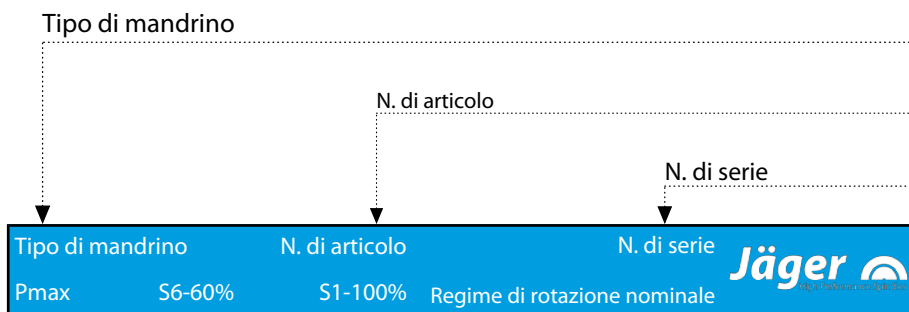 Tipo di mandrino
N. di articolo
N. di serie
Tipo di mandrino N. di articolo N. di serie
Jäger
Pmax S6-60% S1-100% Regime di rotazione nominale